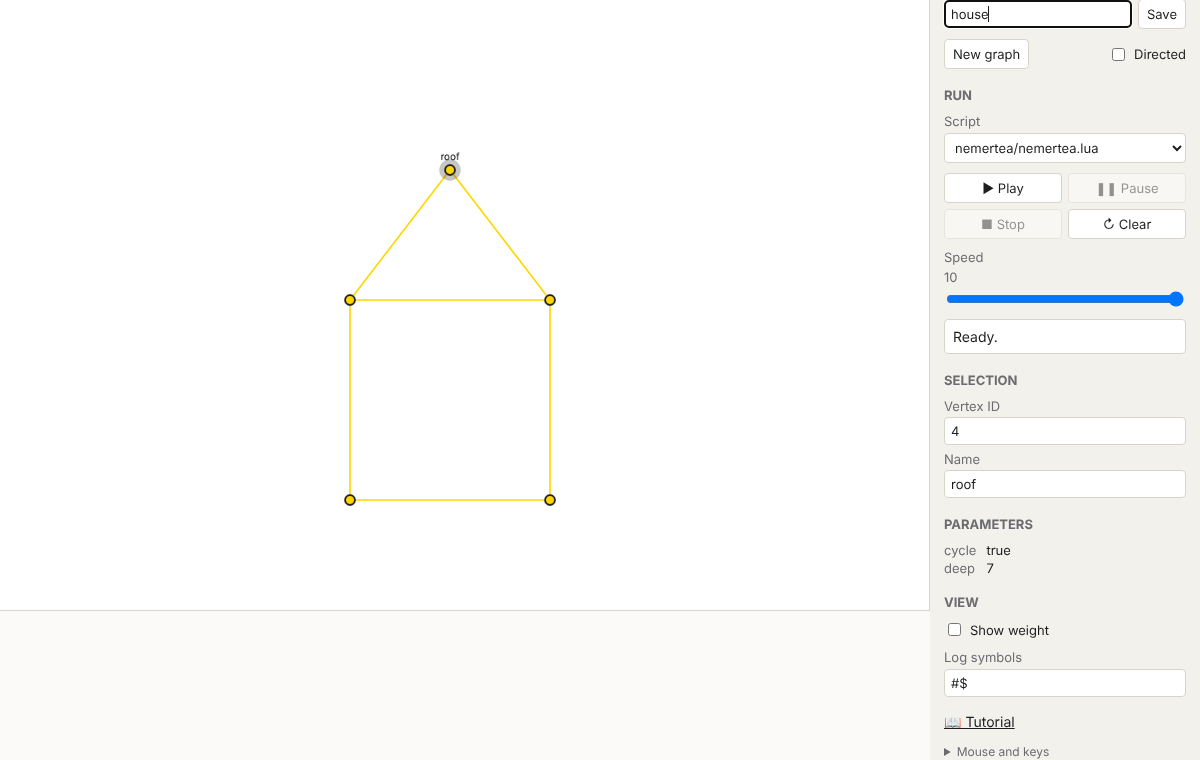 house
Save
New graph
Directed
RUN
Script
nemertea/nemertea.lua
▶ Play
❚❚ Pause
■ Stop
↻ Clear
Speed
10
Ready.
roof
SELECTION
Vertex ID
4
Name
roof
PARAMETERS
cycle true
deep 7
VIEW
Show weight
Log symbols
#$
📖 Tutorial
▶ Mouse and keys